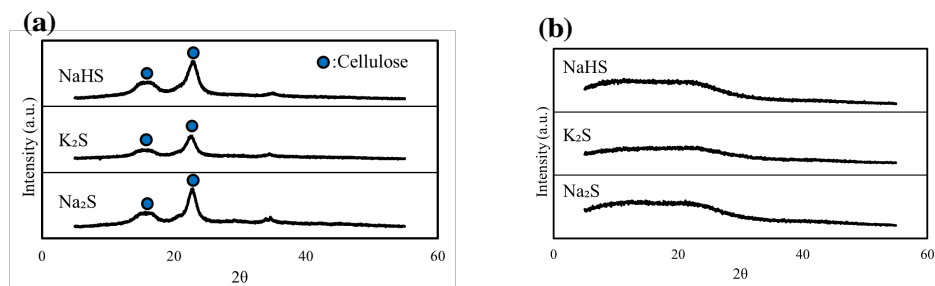 (a)
NaHS
:Cellulose
K₂S
Na₂S
Intensity (a.u.)
0 20 40 60
2θ
(b)
NaHS
K₂S
Na₂S
Intensity (a.u.)
0 20 40 60
2θ